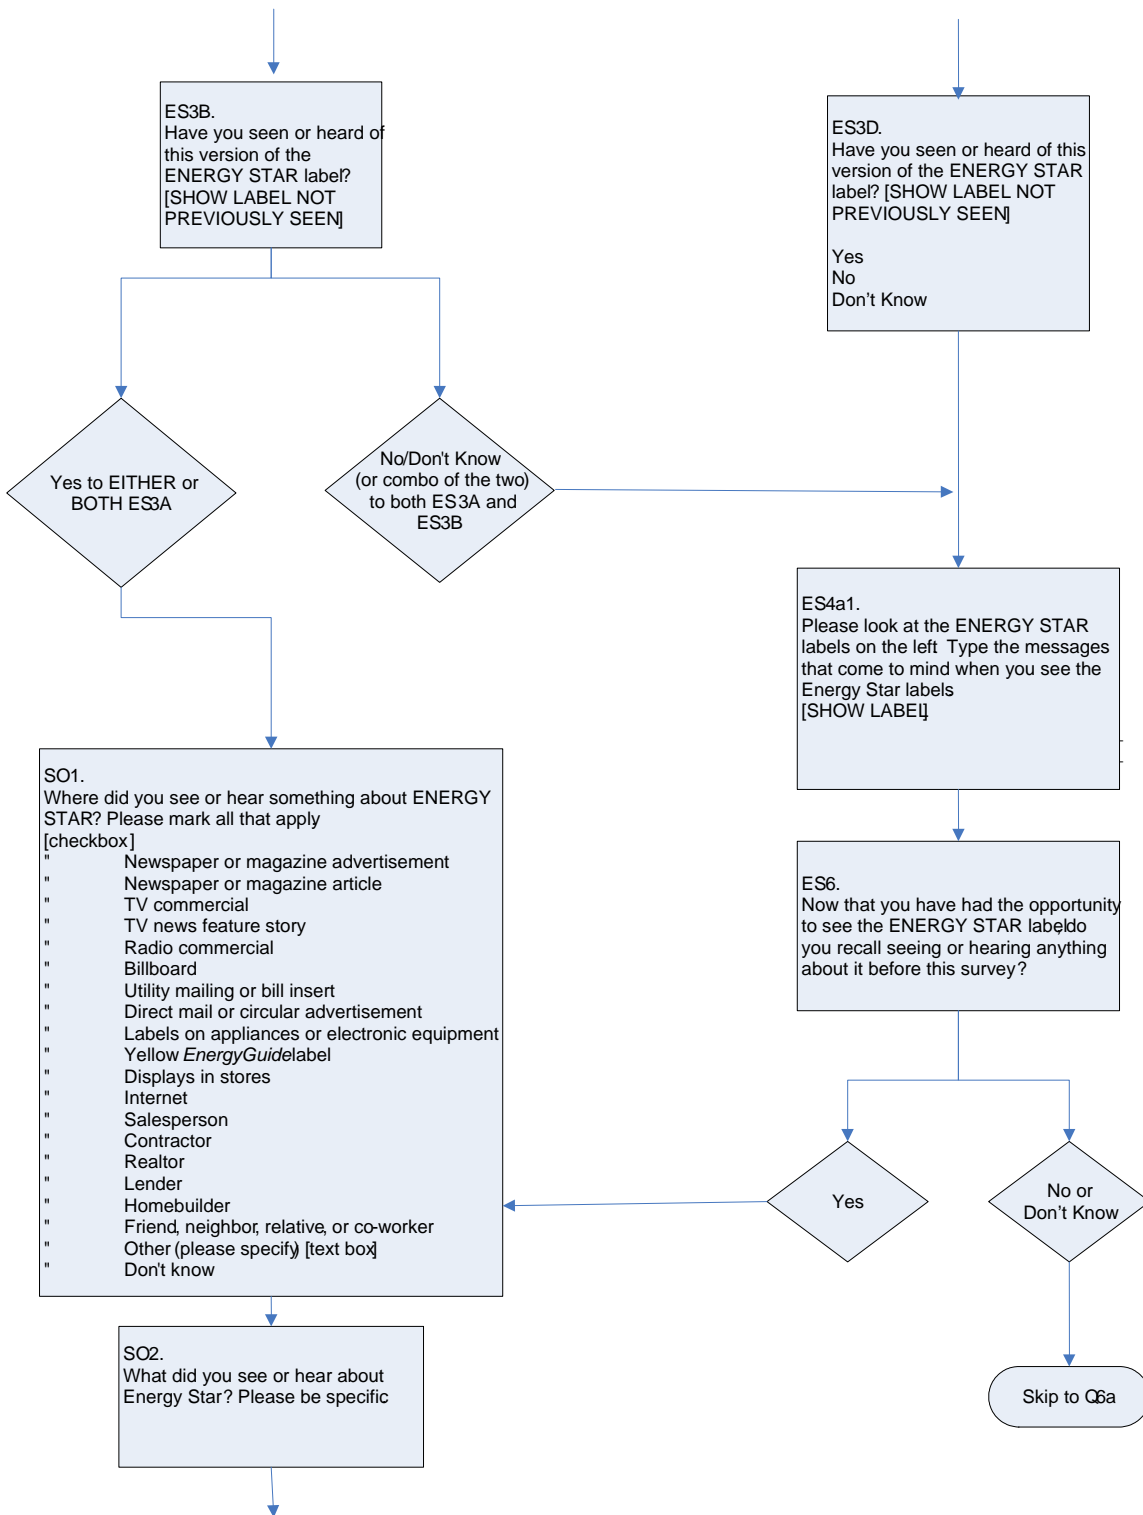 ES3B.
Have you seen or heard of
this version of the
ENERGY STAR label?
[SHOW LABEL NOT
PREVIOUSLY SEEN]
ES3D.
Have you seen or heard of this
version of the ENERGY STAR
label? [SHOW LABEL NOT
PREVIOUSLY SEEN]
Yes
No
Don't Know
Yes to EITHER or
BOTH ES3A
No/Don't Know
(or combo of the two)
to both ES3A and
ES3B
ES4a1.
Please look at the ENERGY STAR
labels on the left Type the messages
that come to mind when you see the
Energy Star labels
[SHOW LABEL]
SO1.
Where did you see or hear something about ENERGY
STAR? Please mark all that apply
[checkbox]
" Newspaper or magazine advertisement
" Newspaper or magazine article
" TV commercial
" TV news feature story
" Radio commercial
" Billboard
" Utility mailing or bill insert
" Direct mail or circular advertisement
" Labels on appliances or electronic equipment
" Yellow EnergyGuide label
" Displays in stores
" Internet
" Salesperson
" Contractor
" Realtor
" Lender
" Homebuilder
" Friend, neighbor, relative, or co-worker
" Other (please specify) [text box]
" Don't know
ES6.
Now that you have had the opportunity
to see the ENERGY STAR label, do
you recall seeing or hearing anything
about it before this survey?
Yes
No or
Don't Know
SO2.
What did you see or hear about
Energy Star? Please be specific
Skip to Q6a